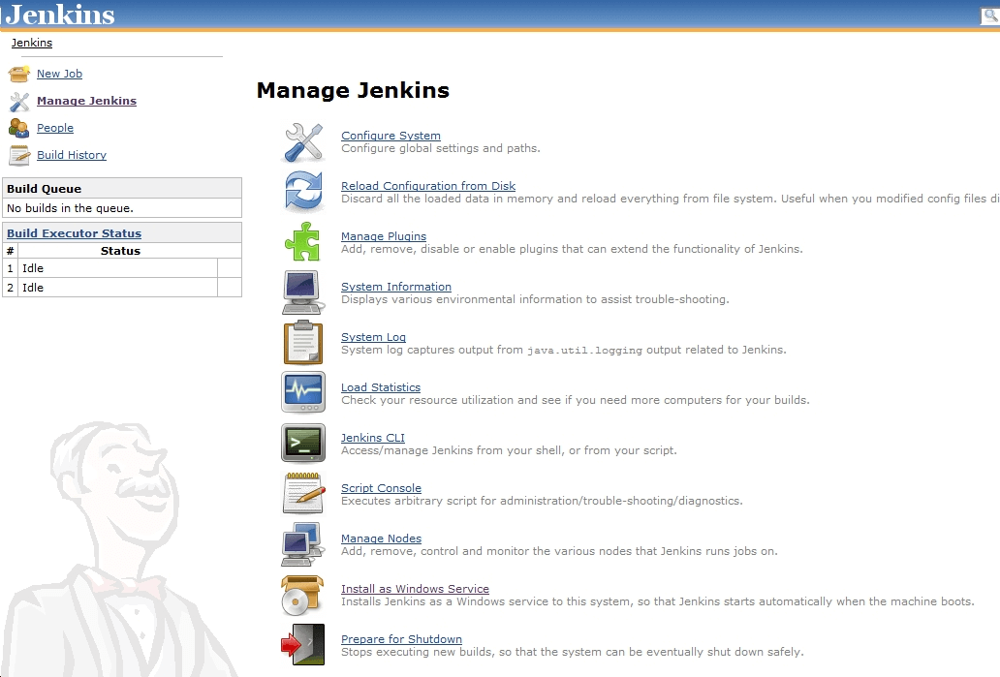 Jenkins
Jenkins
New Job
Manage Jenkins
People
Build History
Build Queue
No builds in the queue.
Build Executor Status
# Status
1 Idle
2 Idle
Manage Jenkins
Configure System
Configure global settings and paths.
Reload Configuration from Disk
Discard all the loaded data in memory and reload everything from file system. Useful when you modified config files di
Manage Plugins
Add, remove, disable or enable plugins that can extend the functionality of Jenkins.
System Information
Displays various environmental information to assist trouble-shooting.
System Log
System log captures output from java.util.logging output related to Jenkins.
Load Statistics
Check your resource utilization and see if you need more computers for your builds.
Jenkins CLI
Access/manage Jenkins from your shell, or from your script.
Script Console
Executes arbitrary script for administration/trouble-shooting/diagnostics.
Manage Nodes
Add, remove, control and monitor the various nodes that Jenkins runs jobs on.
Install as Windows Service
Installs Jenkins as a Windows service to this system, so that Jenkins starts automatically when the machine boots.
Prepare for Shutdown
Stops executing new builds, so that the system can be eventually shut down safely.